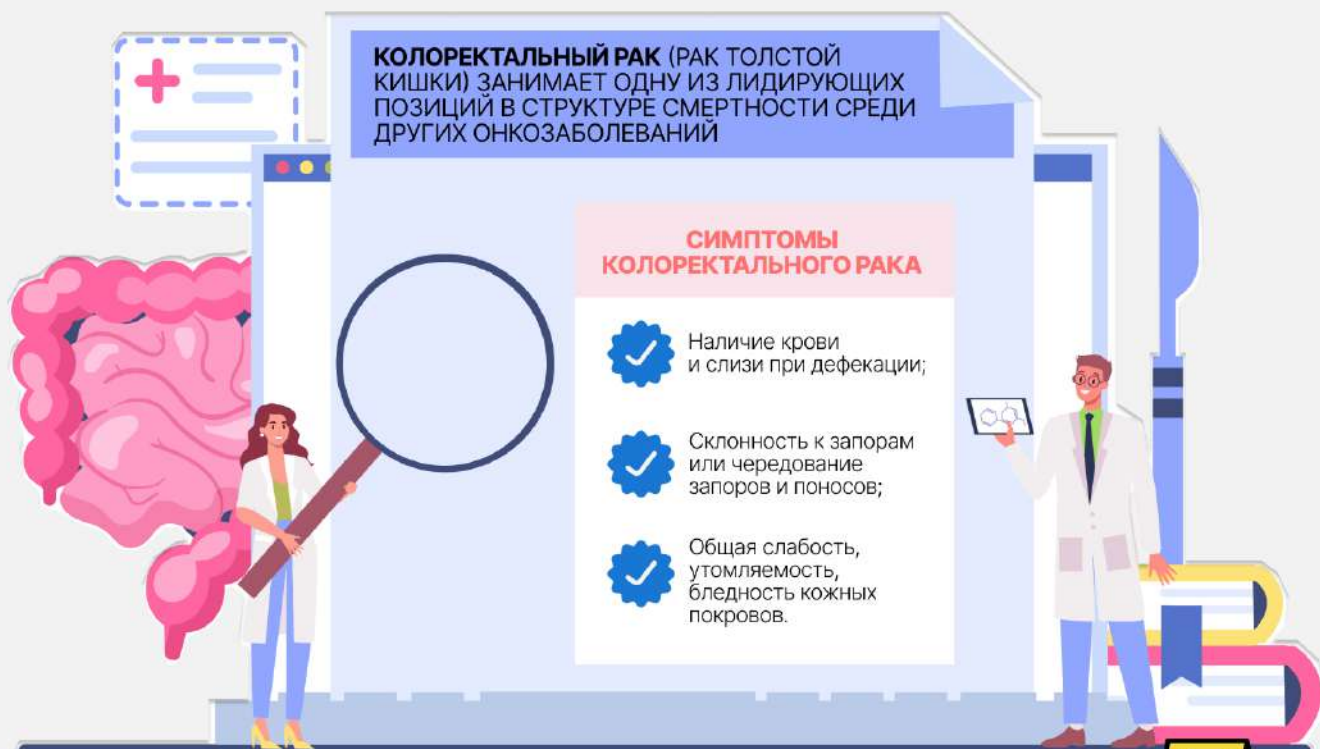 КОЛОРЕКТАЛЬНЫЙ РАК (РАК ТОЛСТОЙ
КИШКИ) ЗАНИМАЕТ ОДНУ ИЗ ЛИДИРУЮЩИХ
ПОЗИЦИЙ В СТРУКТУРЕ СМЕРТНОСТИ СРЕДИ
ДРУГИХ ОНКОЗАБОЛЕВАНИЙ
СИМПТОМЫ
КОЛОРЕКТАЛЬНОГО РАКА
Наличие крови
и слизи при дефекации;
Склонность к запорам
или чередование
запоров и поносов;
Общая слабость,
утомляемость,
бледность кожных
покровов.